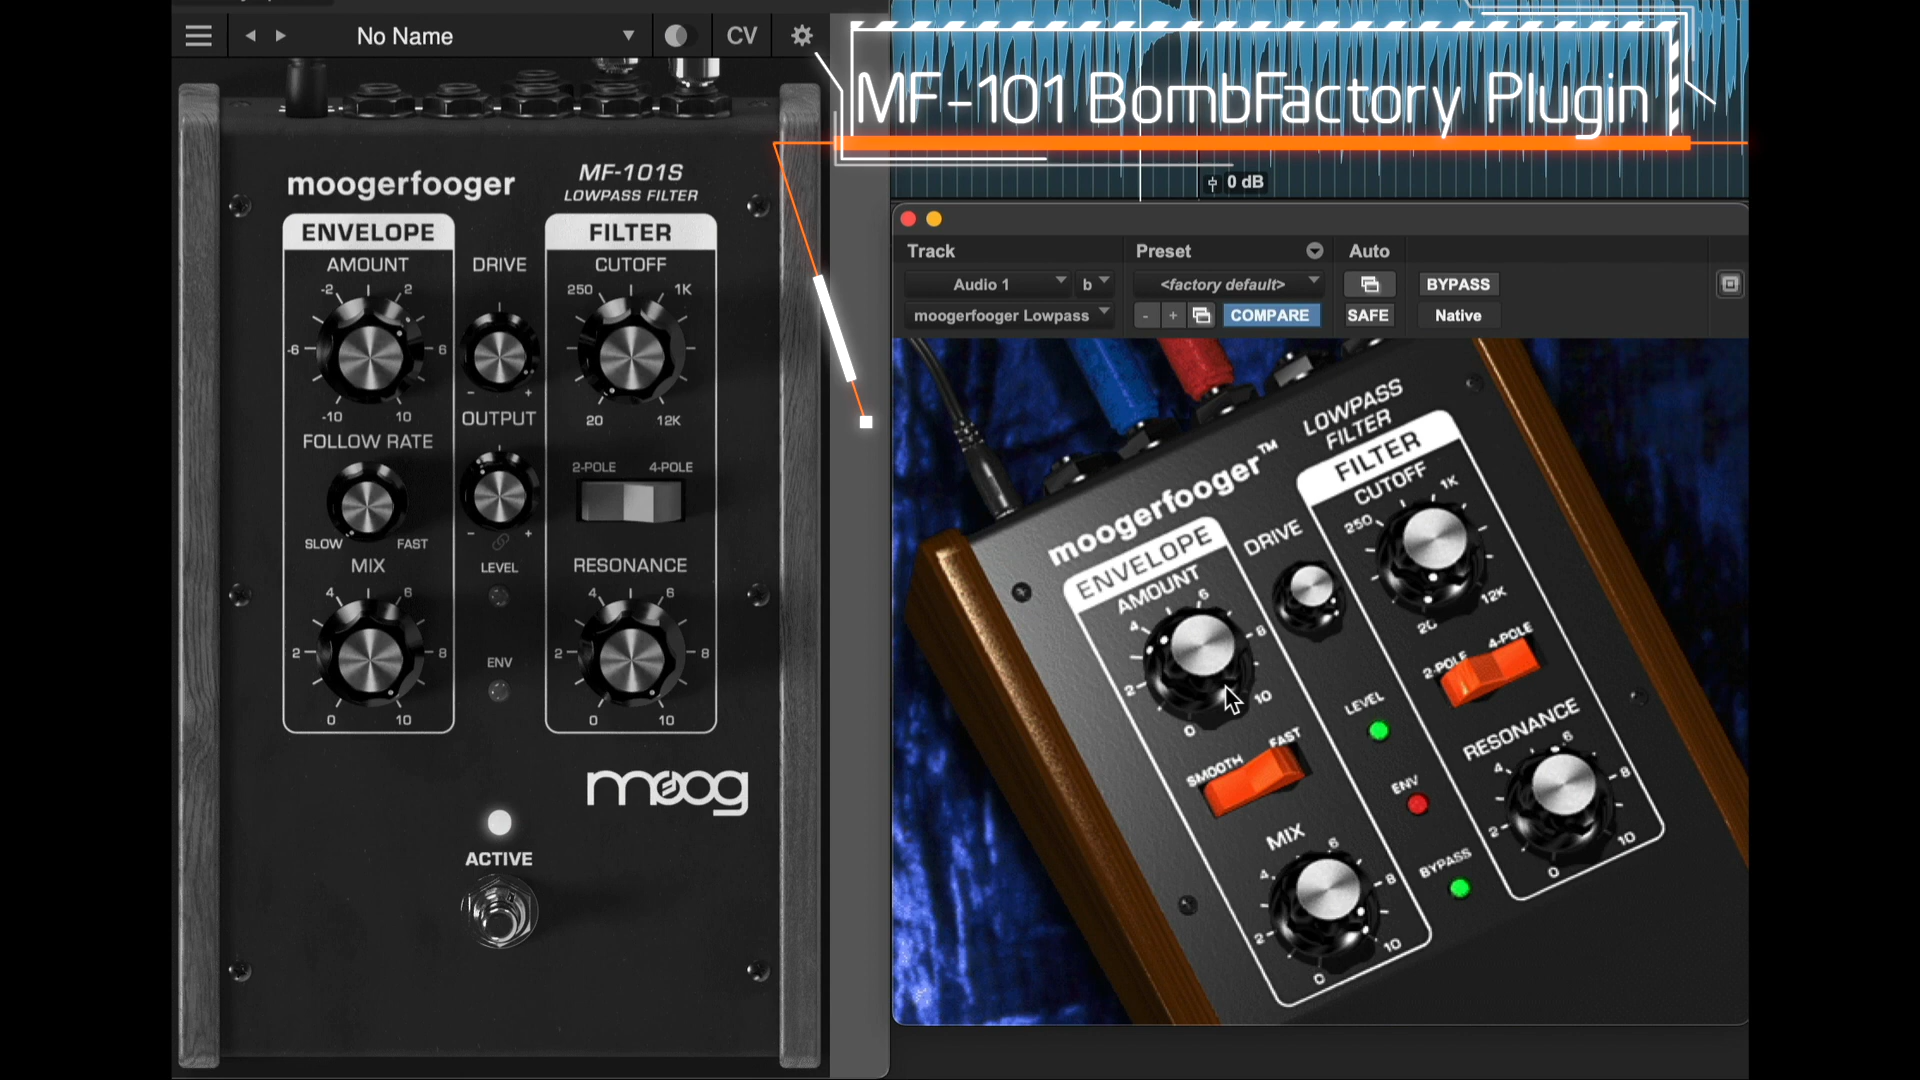 No Name
CV
MF-101 BombFactory Plugin
0 dB
moogerfooger
MF-101S
LOWPASS FILTER
ENVELOPE
AMOUNT
-2
2
-6
6
-10
10
FOLLOW RATE
SLOW
FAST
MIX
4
6
2
8
0
10
DRIVE
-
+
OUTPUT
-
+
LEVEL
ENV
FILTER
CUTOFF
250
1K
20
12K
2-POLE
4-POLE
RESONANCE
4
6
2
8
0
10
moog
ACTIVE
Track
Preset
Auto
Audio 1
b
<factory default>
BYPASS
moogerfooger Lowpass
-
+
COMPARE
SAFE
Native
moogerfooger™
LOWPASS
FILTER
ENVELOPE
AMOUNT
4
6
2
8
0
10
SMOOTH
FAST
MIX
4
6
2
8
0
10
DRIVE
LEVEL
ENV
BYPASS
FILTER
CUTOFF
250
1K
20
12K
2-POLE
4-POLE
RESONANCE
4
6
2
8
0
10